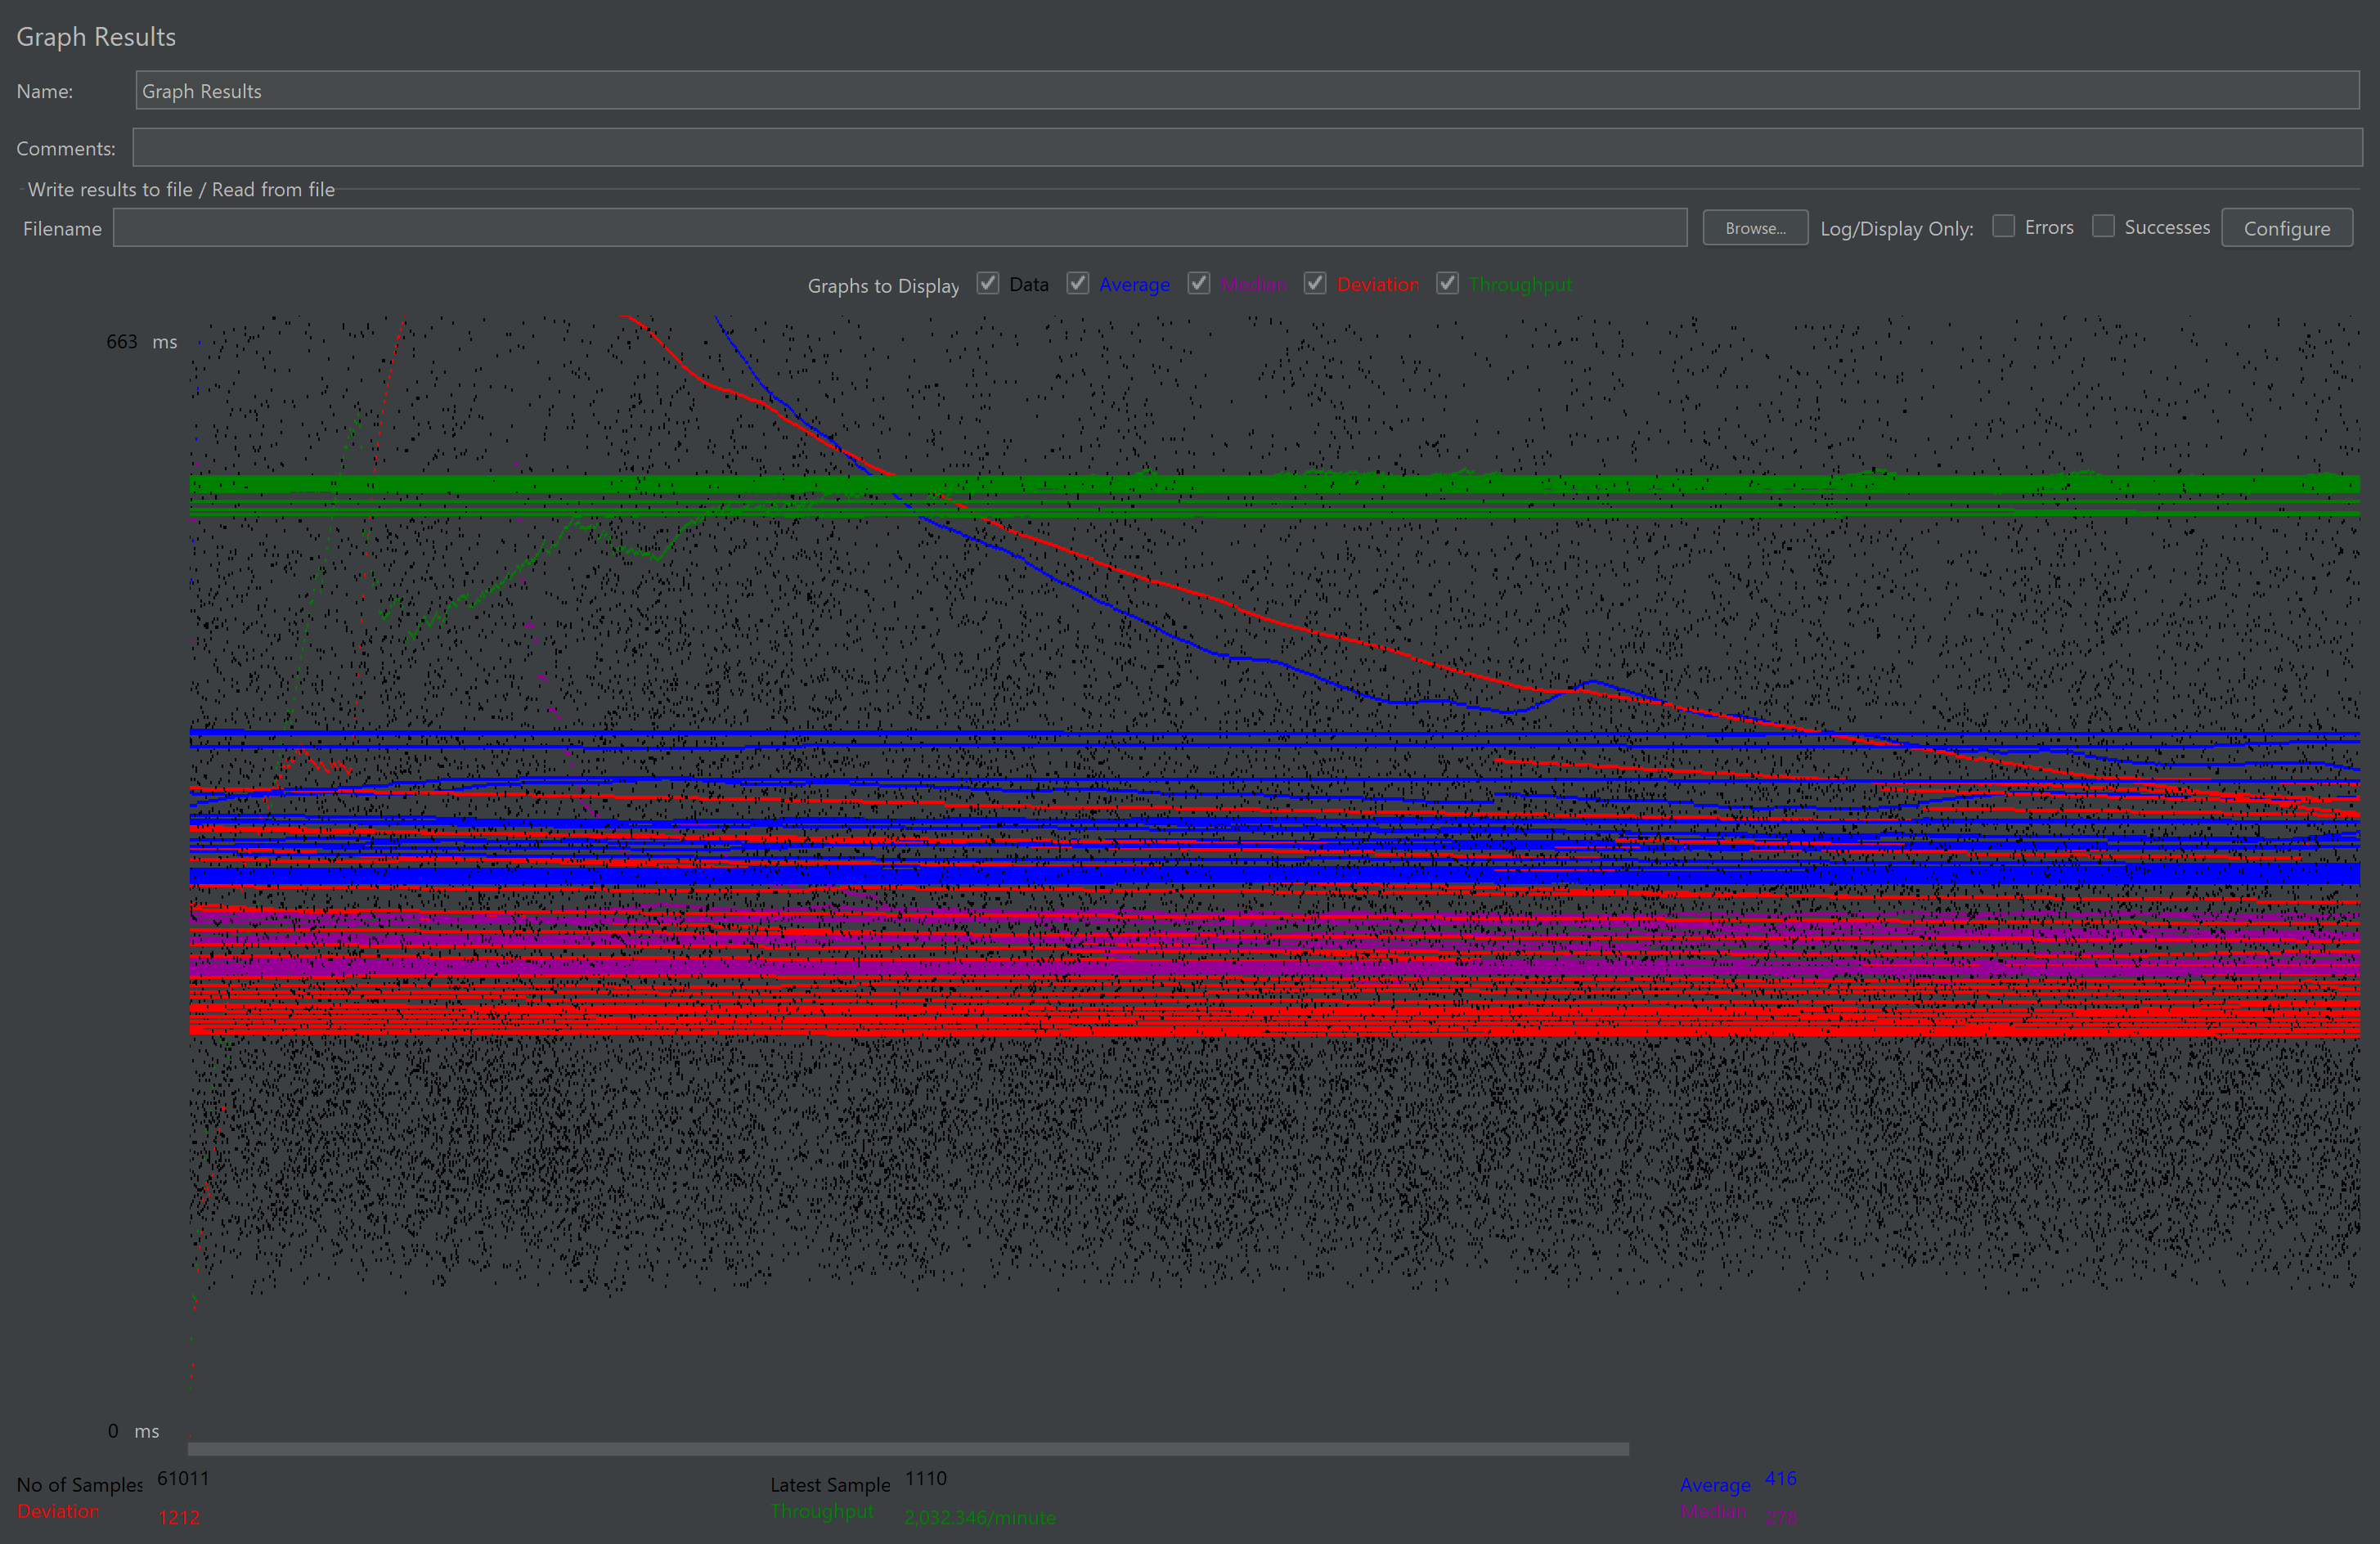 Graph Results
Name: Graph Results
Comments:
Write results to file / Read from file
Filename Browse... Log/Display Only: Errors Successes Configure
Graphs to Display Data Average Median Deviation Throughput
663 ms
0 ms
No of Samples 61011 Latest Sample 1110 Average 416
Deviation 1212 Throughput 2,032.346/minute Median 278